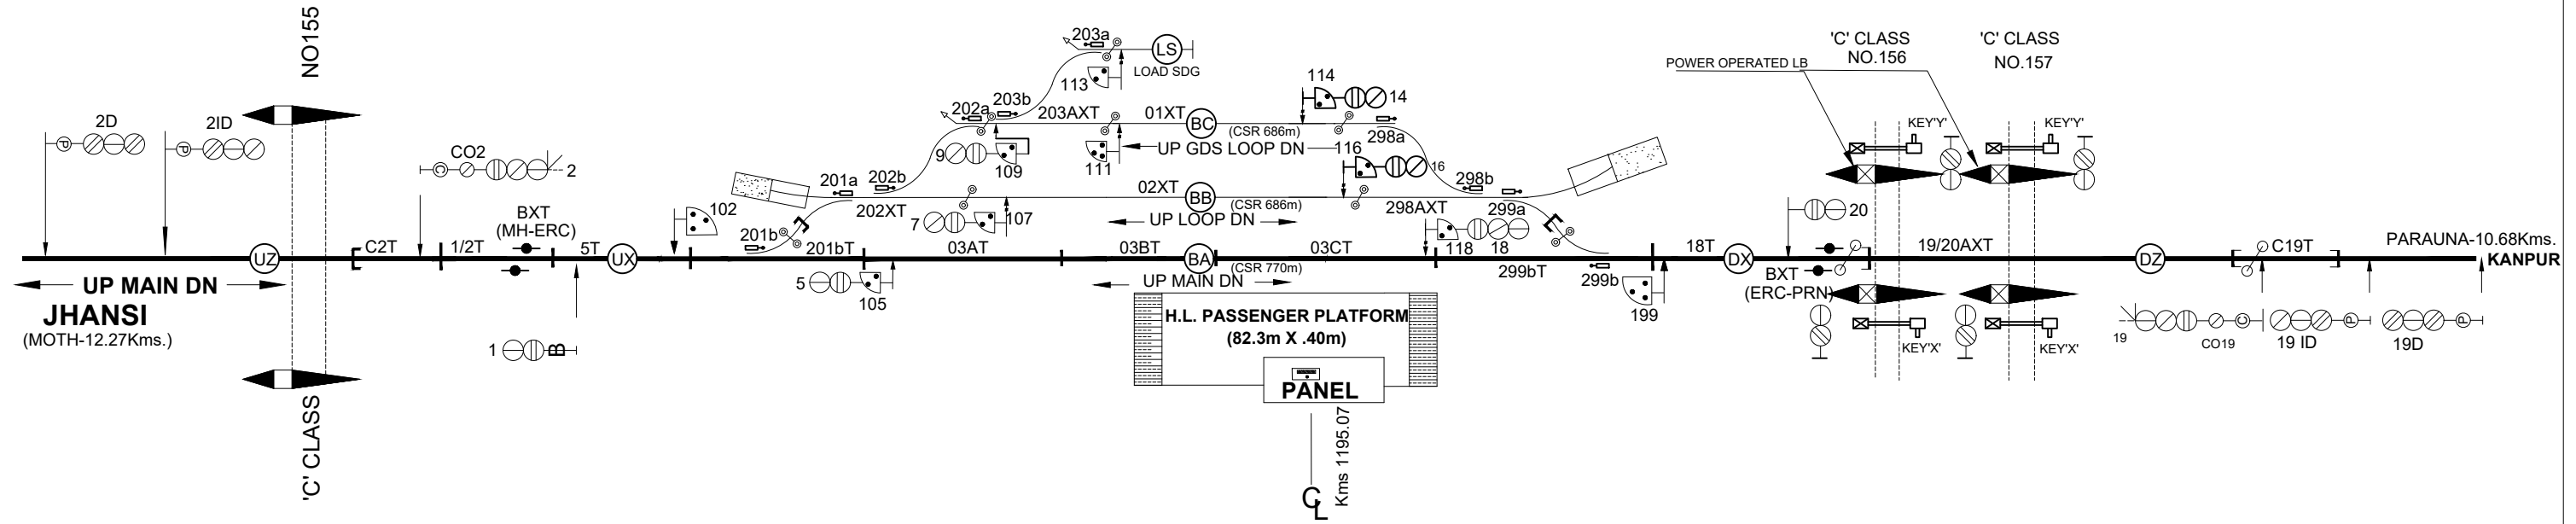 NO155
203a
LS
LOAD SDG
'C' CLASS
NO.156
'C' CLASS
NO.157
POWER OPERATED LB
113
114
14
2D
2ID
P
P
202a
203b
203AXT
01XT
BC
(CSR 686m)
298a
KEY'Y'
KEY'Y'
CO2
C
2
9
109
111
UP GDS LOOP DN
116
16
201a
202b
202XT
02XT
BB
(CSR 686m)
298b
298AXT
299a
BXT
(MH-ERC)
102
7
107
UP LOOP DN
118
18
20
UZ
C2T
1/2T
5T
UX
201b
201bT
03AT
03BT
BA
(CSR 770m)
03CT
299bT
299b
18T
DX
19/20AXT
DZ
C19T
PARAUNA-10.68Kms.
KANPUR
UP MAIN DN
5
105
UP MAIN DN
199
BXT
(ERC-PRN)
JHANSI
(MOTH-12.27Kms.)
H.L. PASSENGER PLATFORM
(82.3m X .40m)
1
B
KEY'X'
KEY'X'
19
C
CO19
19 ID
P
19D
P
PANEL
'C' CLASS
Kms 1195.07
CL